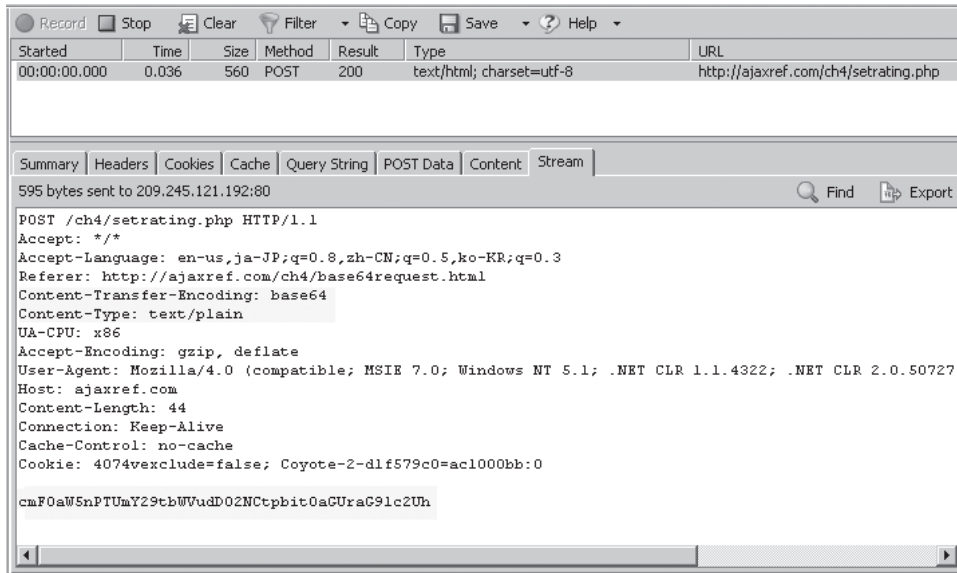 Record Stop Clear Filter Copy Save Help
Started Time Size Method Result Type URL
00:00:00.000 0.036 560 POST 200 text/html; charset=utf-8 http://ajaxref.com/ch4/setrating.php
Summary Headers Cookies Cache Query String POST Data Content Stream
595 bytes sent to 209.245.121.192:80 Find Export
POST /ch4/setrating.php HTTP/1.1
Accept: */*
Accept-Language: en-us,ja-JP;q=0.8,zh-CN;q=0.5,ko-KR;q=0.3
Referer: http://ajaxref.com/ch4/base64request.html
Content-Transfer-Encoding: base64
Content-Type: text/plain
UA-CPU: x86
Accept-Encoding: gzip, deflate
User-Agent: Mozilla/4.0 (compatible; MSIE 7.0; Windows NT 5.1; .NET CLR 1.1.4322; .NET CLR 2.0.50727
Host: ajaxref.com
Content-Length: 44
Connection: Keep-Alive
Cache-Control: no-cache
Cookie: 4074vexclude=false; Coyote-2-d1f579c0=ac1000bb:0
cmF0aW5nPTUmY29tbWVudD02NCtpbit0aGUraG91c2Uh